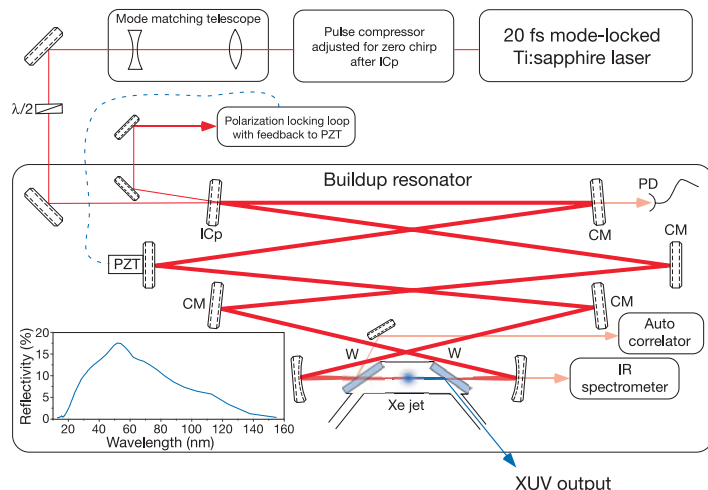 Mode matching telescope
Pulse compressor
adjusted for zero chirp
after ICp
20 fs mode-locked
Ti:sapphire laser
λ/2
Polarization locking loop
with feedback to PZT
Buildup resonator
PD
ICp
CM
CM
PZT
CM
CM
Auto
correlator
W
W
IR
spectrometer
Xe jet
Reflectivity (%)
20
15
10
5
0
20 40 60 80 100 120 140 160
Wavelength (nm)
XUV output